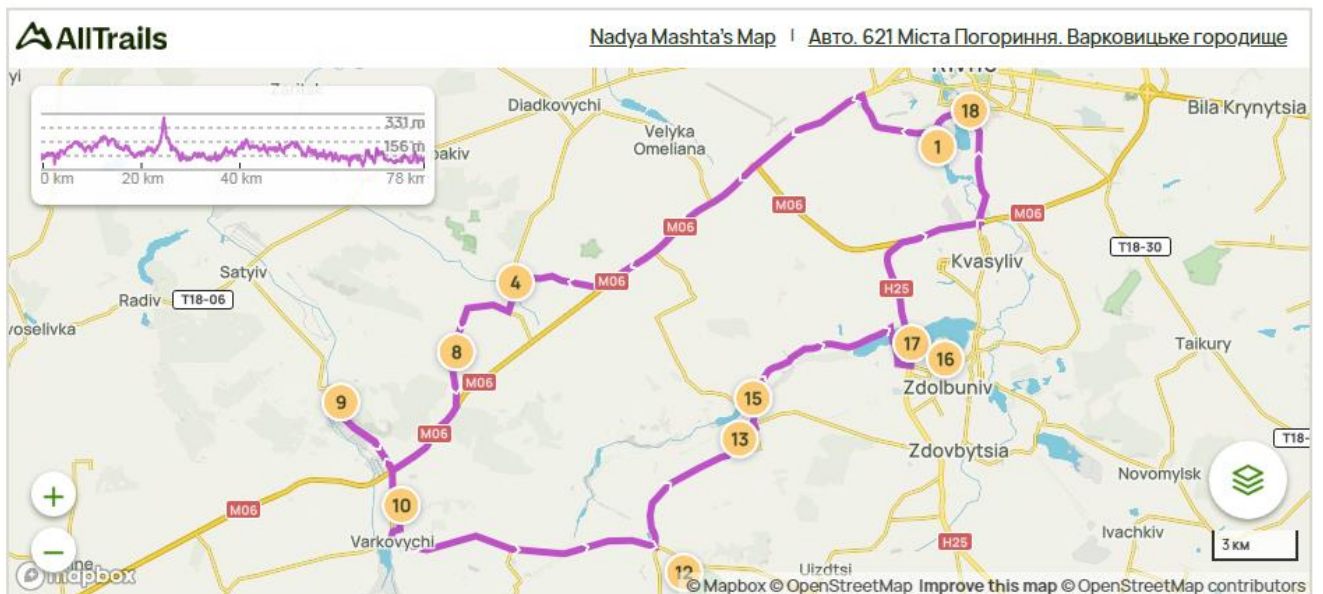 AllTrails
Nadya Mashta's Map | Авто. 621 Міста Погориння. Варковицьке городище
331 m
156 m
0 km 20 km 40 km 78 km
Diadkovychi
Velyka
Omeliana
Bila Krynytsia
18
1
M06
M06
M06
T18-30
Kvasyliv
Satyiv
4
M06
H25
Radiv
T18-06
voselivka
17
16
Taikury
8
M06
Zdolbuniv
9
15
M06
13
T18-
Zdovbytsia
Novomylsk
+
M06
10
Ivachkiv
Varkovychi
H25
3 км
−
12
Uizdtsi
mapbox
© Mapbox © OpenStreetMap Improve this map © OpenStreetMap contributors